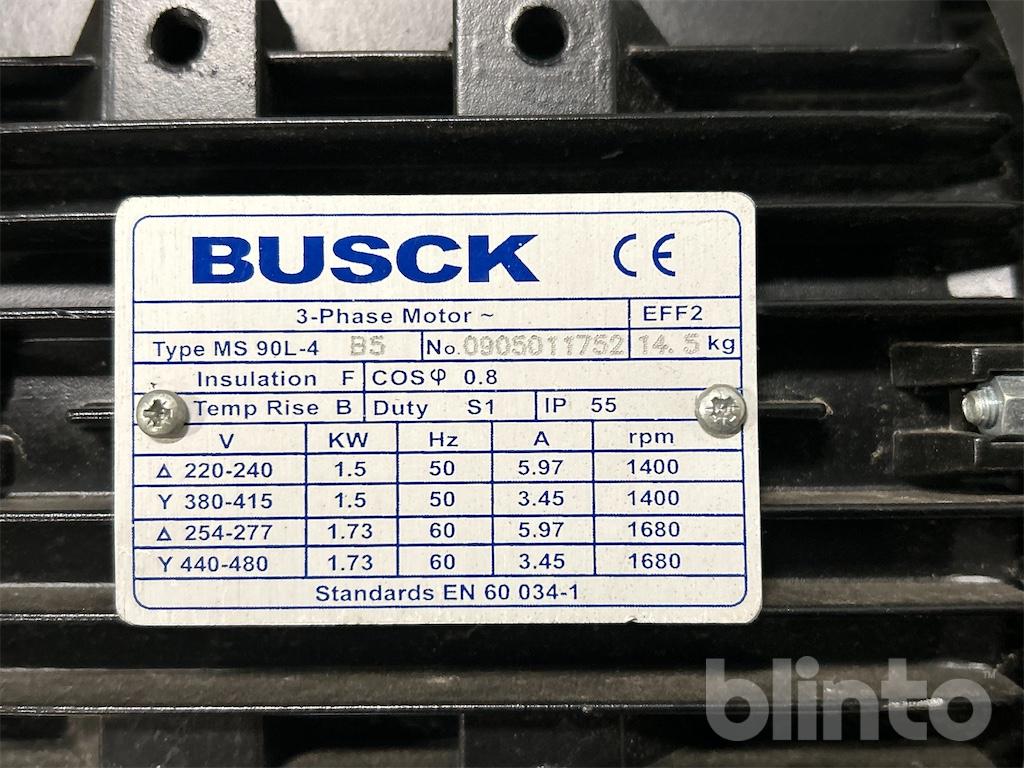 BUSCK CE
3-Phase Motor ~ EFF2
Type MS 90L-4 B5 No. 0905011752 14.5 kg
Insulation F COS φ 0.8
Temp Rise B Duty S1 IP 55
V KW Hz A rpm
Δ 220-240 1.5 50 5.97 1400
Y 380-415 1.5 50 3.45 1400
Δ 254-277 1.73 60 5.97 1680
Y 440-480 1.73 60 3.45 1680
Standards EN 60 034-1
blinto™